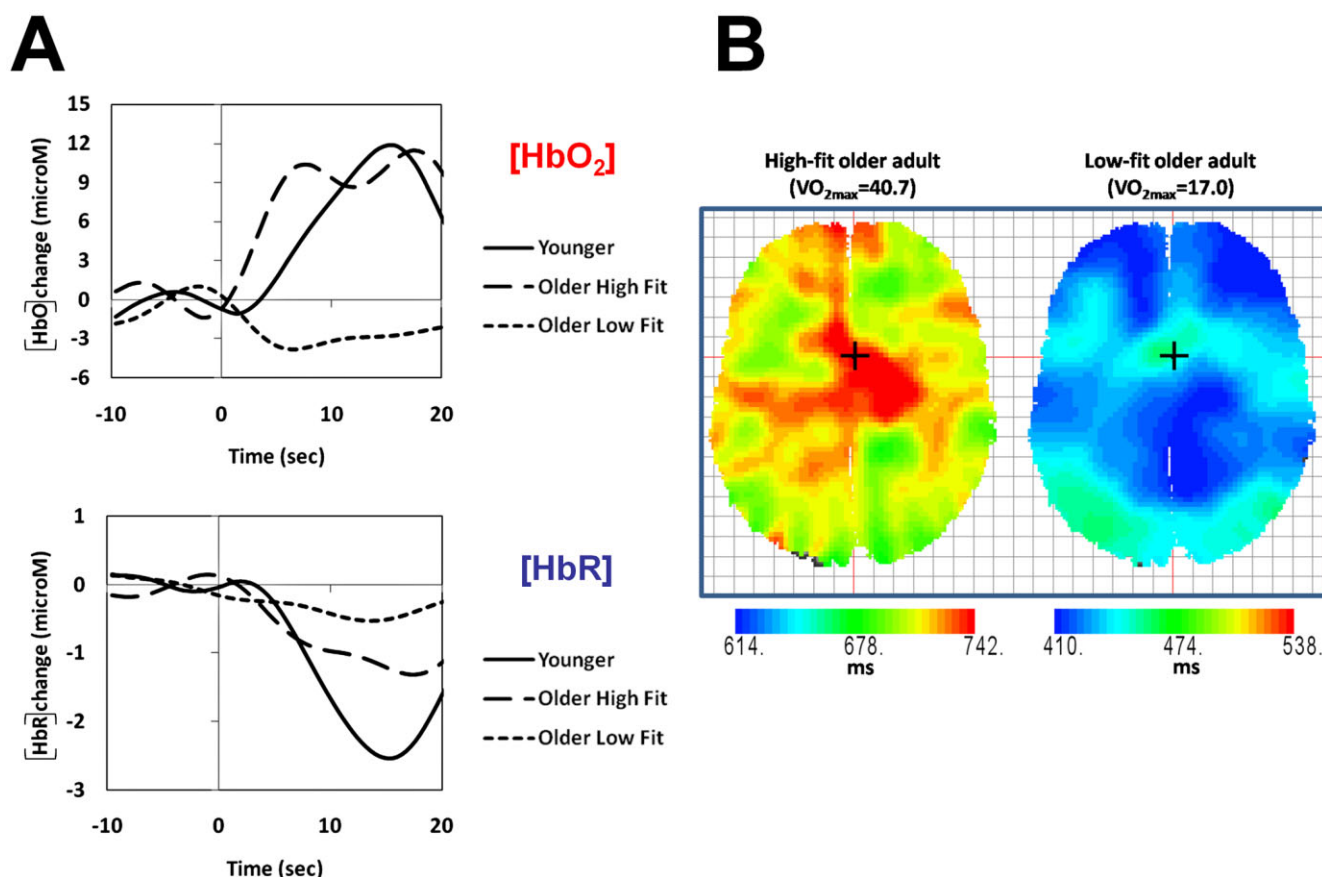 A
15
12
9
6
3
0
-3
-6
[HbO] change (microM)
-10 0 10 20
Time (sec)
[HbO2]
Younger
Older High Fit
Older Low Fit
1
0
-1
-2
-3
[HbR] change (microM)
-10 0 10 20
Time (sec)
[HbR]
Younger
Older High Fit
Older Low Fit
B
High-fit older adult
(VO2max=40.7)
Low-fit older adult
(VO2max=17.0)
614. 678. 742.
ms
410. 474. 538.
ms